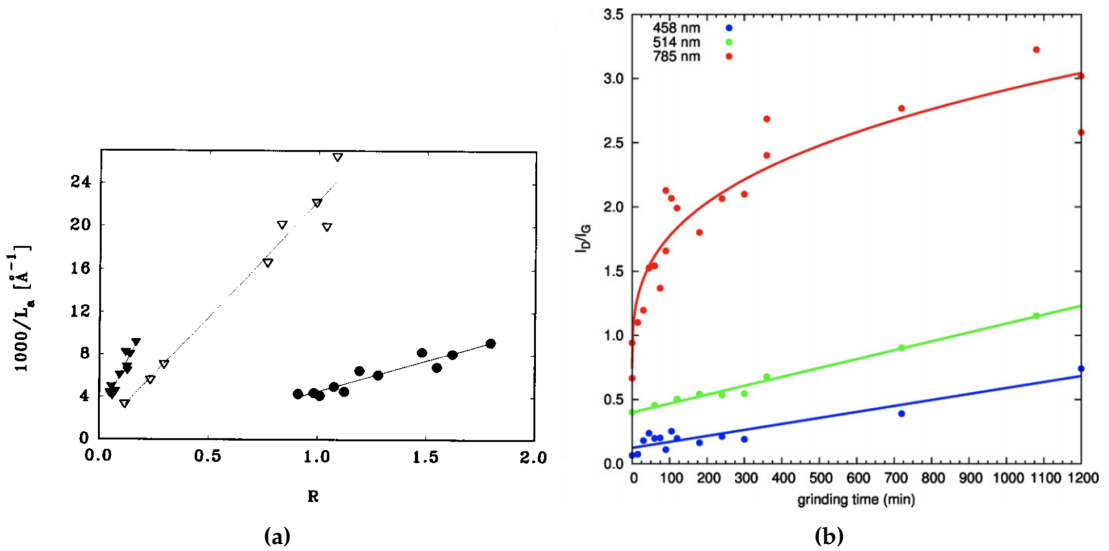 24
20
16
12
8
4
0
1000/Lₐ [Å⁻¹]
0.0 0.5 1.0 1.5 2.0
R
(a)
458 nm
514 nm
785 nm
3.5
3.0
2.5
2.0
1.5
1.0
0.5
0.0
I_D/I_G
0 100 200 300 400 500 600 700 800 900 1000 1100 1200
grinding time (min)
(b)